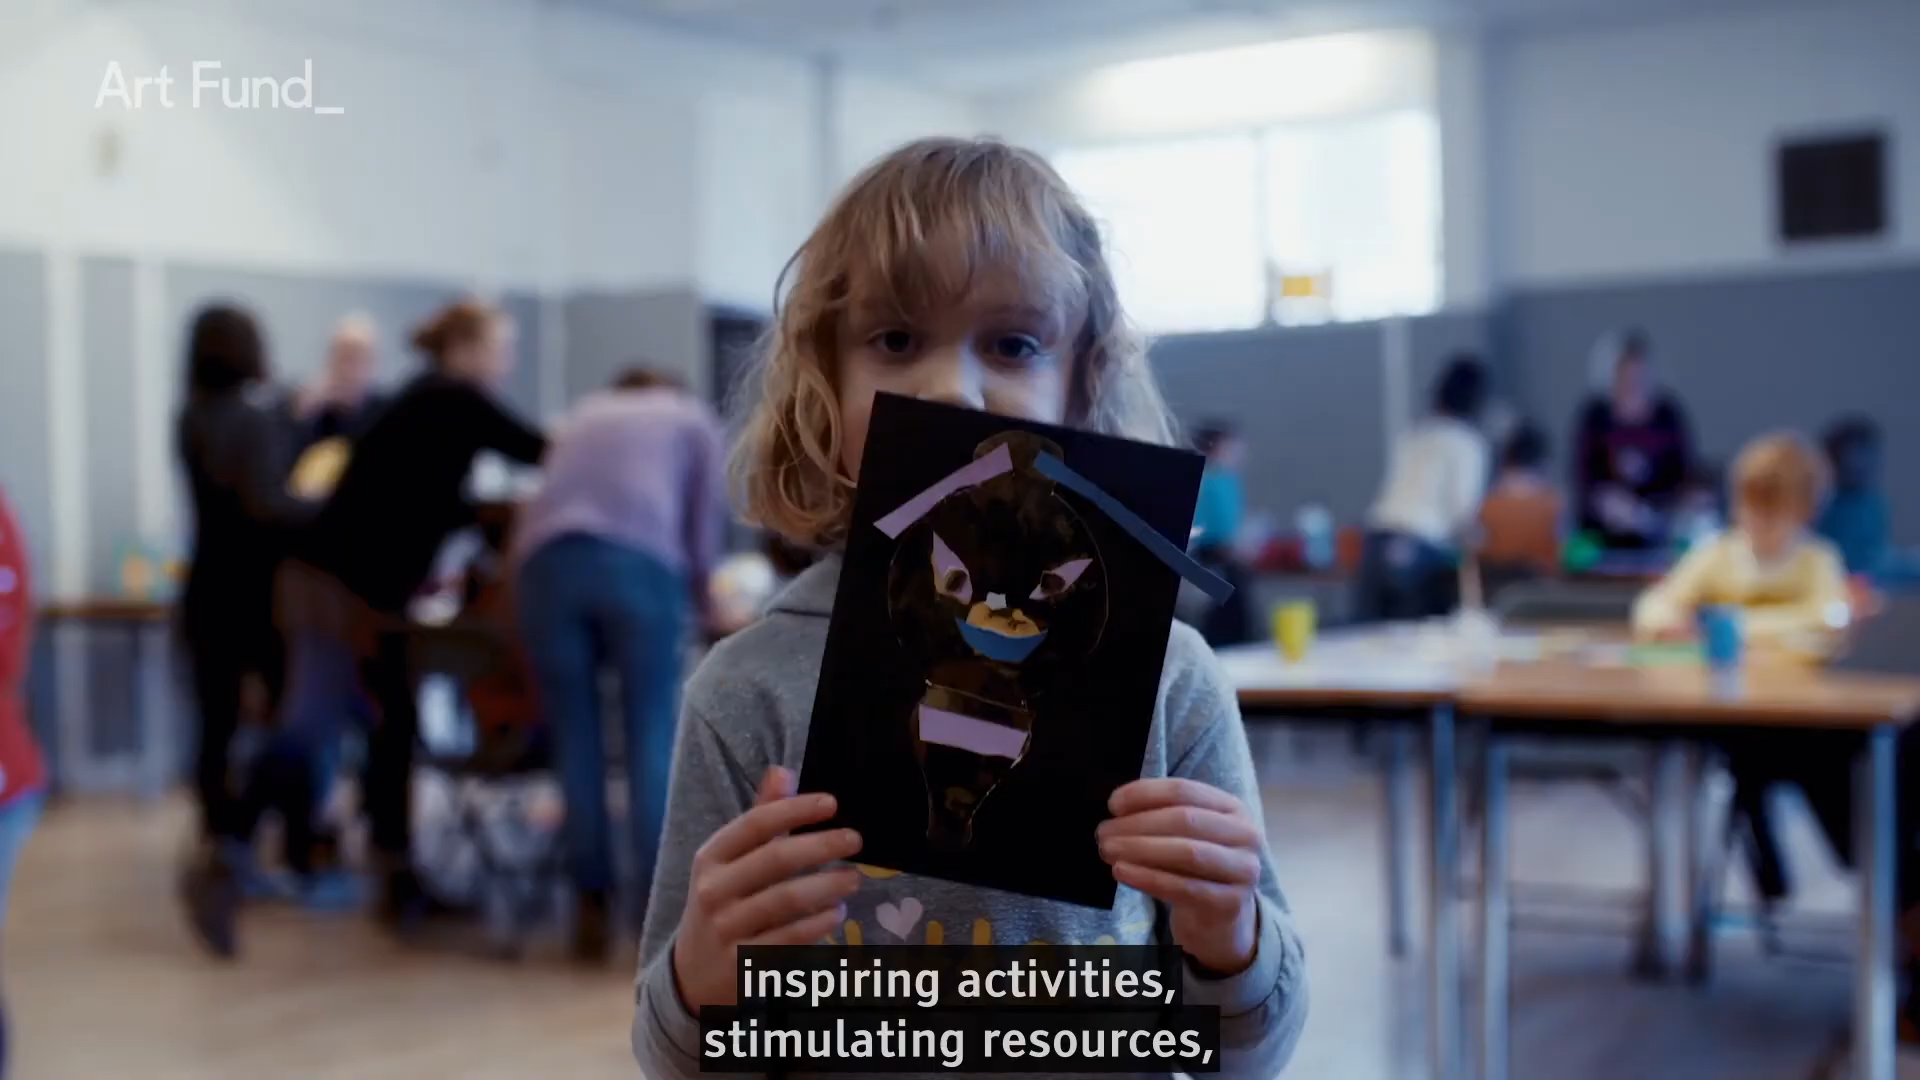 Art Fund_
inspiring activities,
stimulating resources,